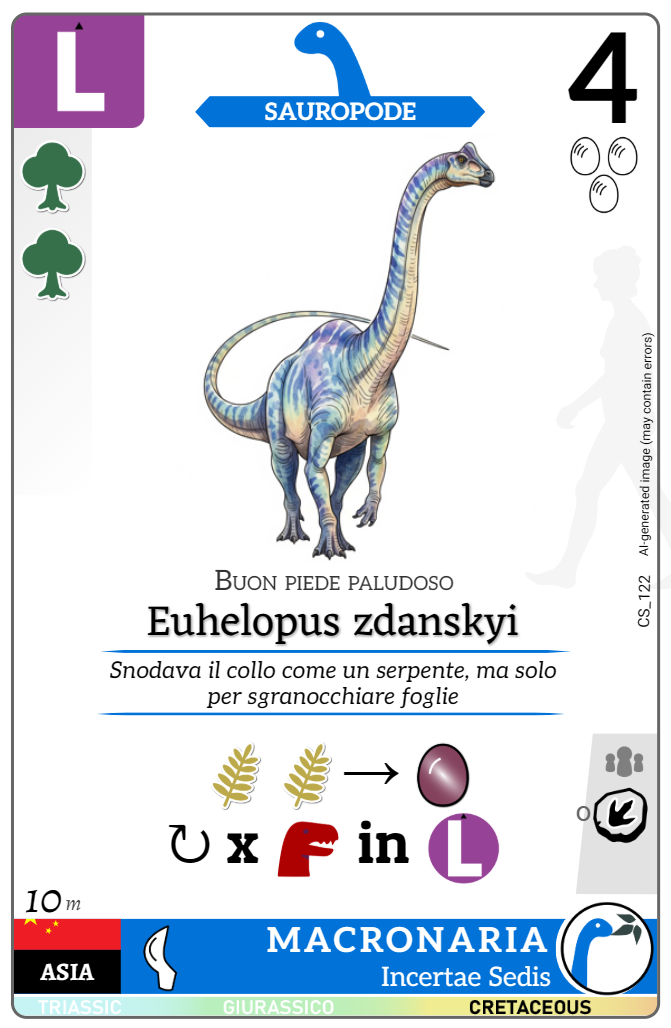 L
SAUROPODE
4
AI-generated image (may contain errors)
CS_122
BUON PIEDE PALUDOSO
Euhelopus zdanskyi
Snodava il collo come un serpente, ma solo
per sgranocchiare foglie
↻ x in L
O
10 m
ASIA
MACRONARIA
Incertae Sedis
TRIASSIC GIURASSICO CRETACEOUS